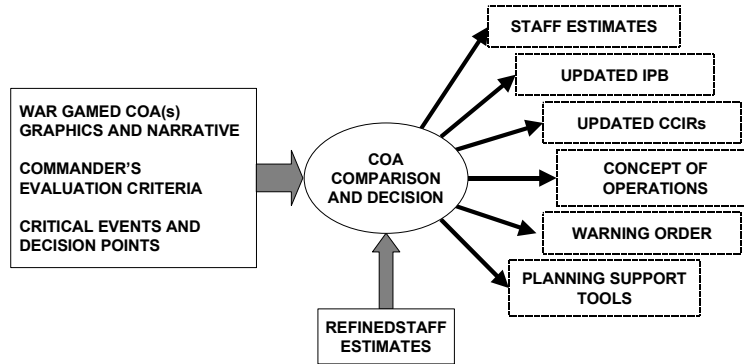 WAR GAMED COA(s)
GRAPHICS AND NARRATIVE
COMMANDER'S
EVALUATION CRITERIA
CRITICAL EVENTS AND
DECISION POINTS
COA
COMPARISON
AND DECISION
REFINEDSTAFF
ESTIMATES
STAFF ESTIMATES
UPDATED IPB
UPDATED CCIRs
CONCEPT OF
OPERATIONS
WARNING ORDER
PLANNING SUPPORT
TOOLS